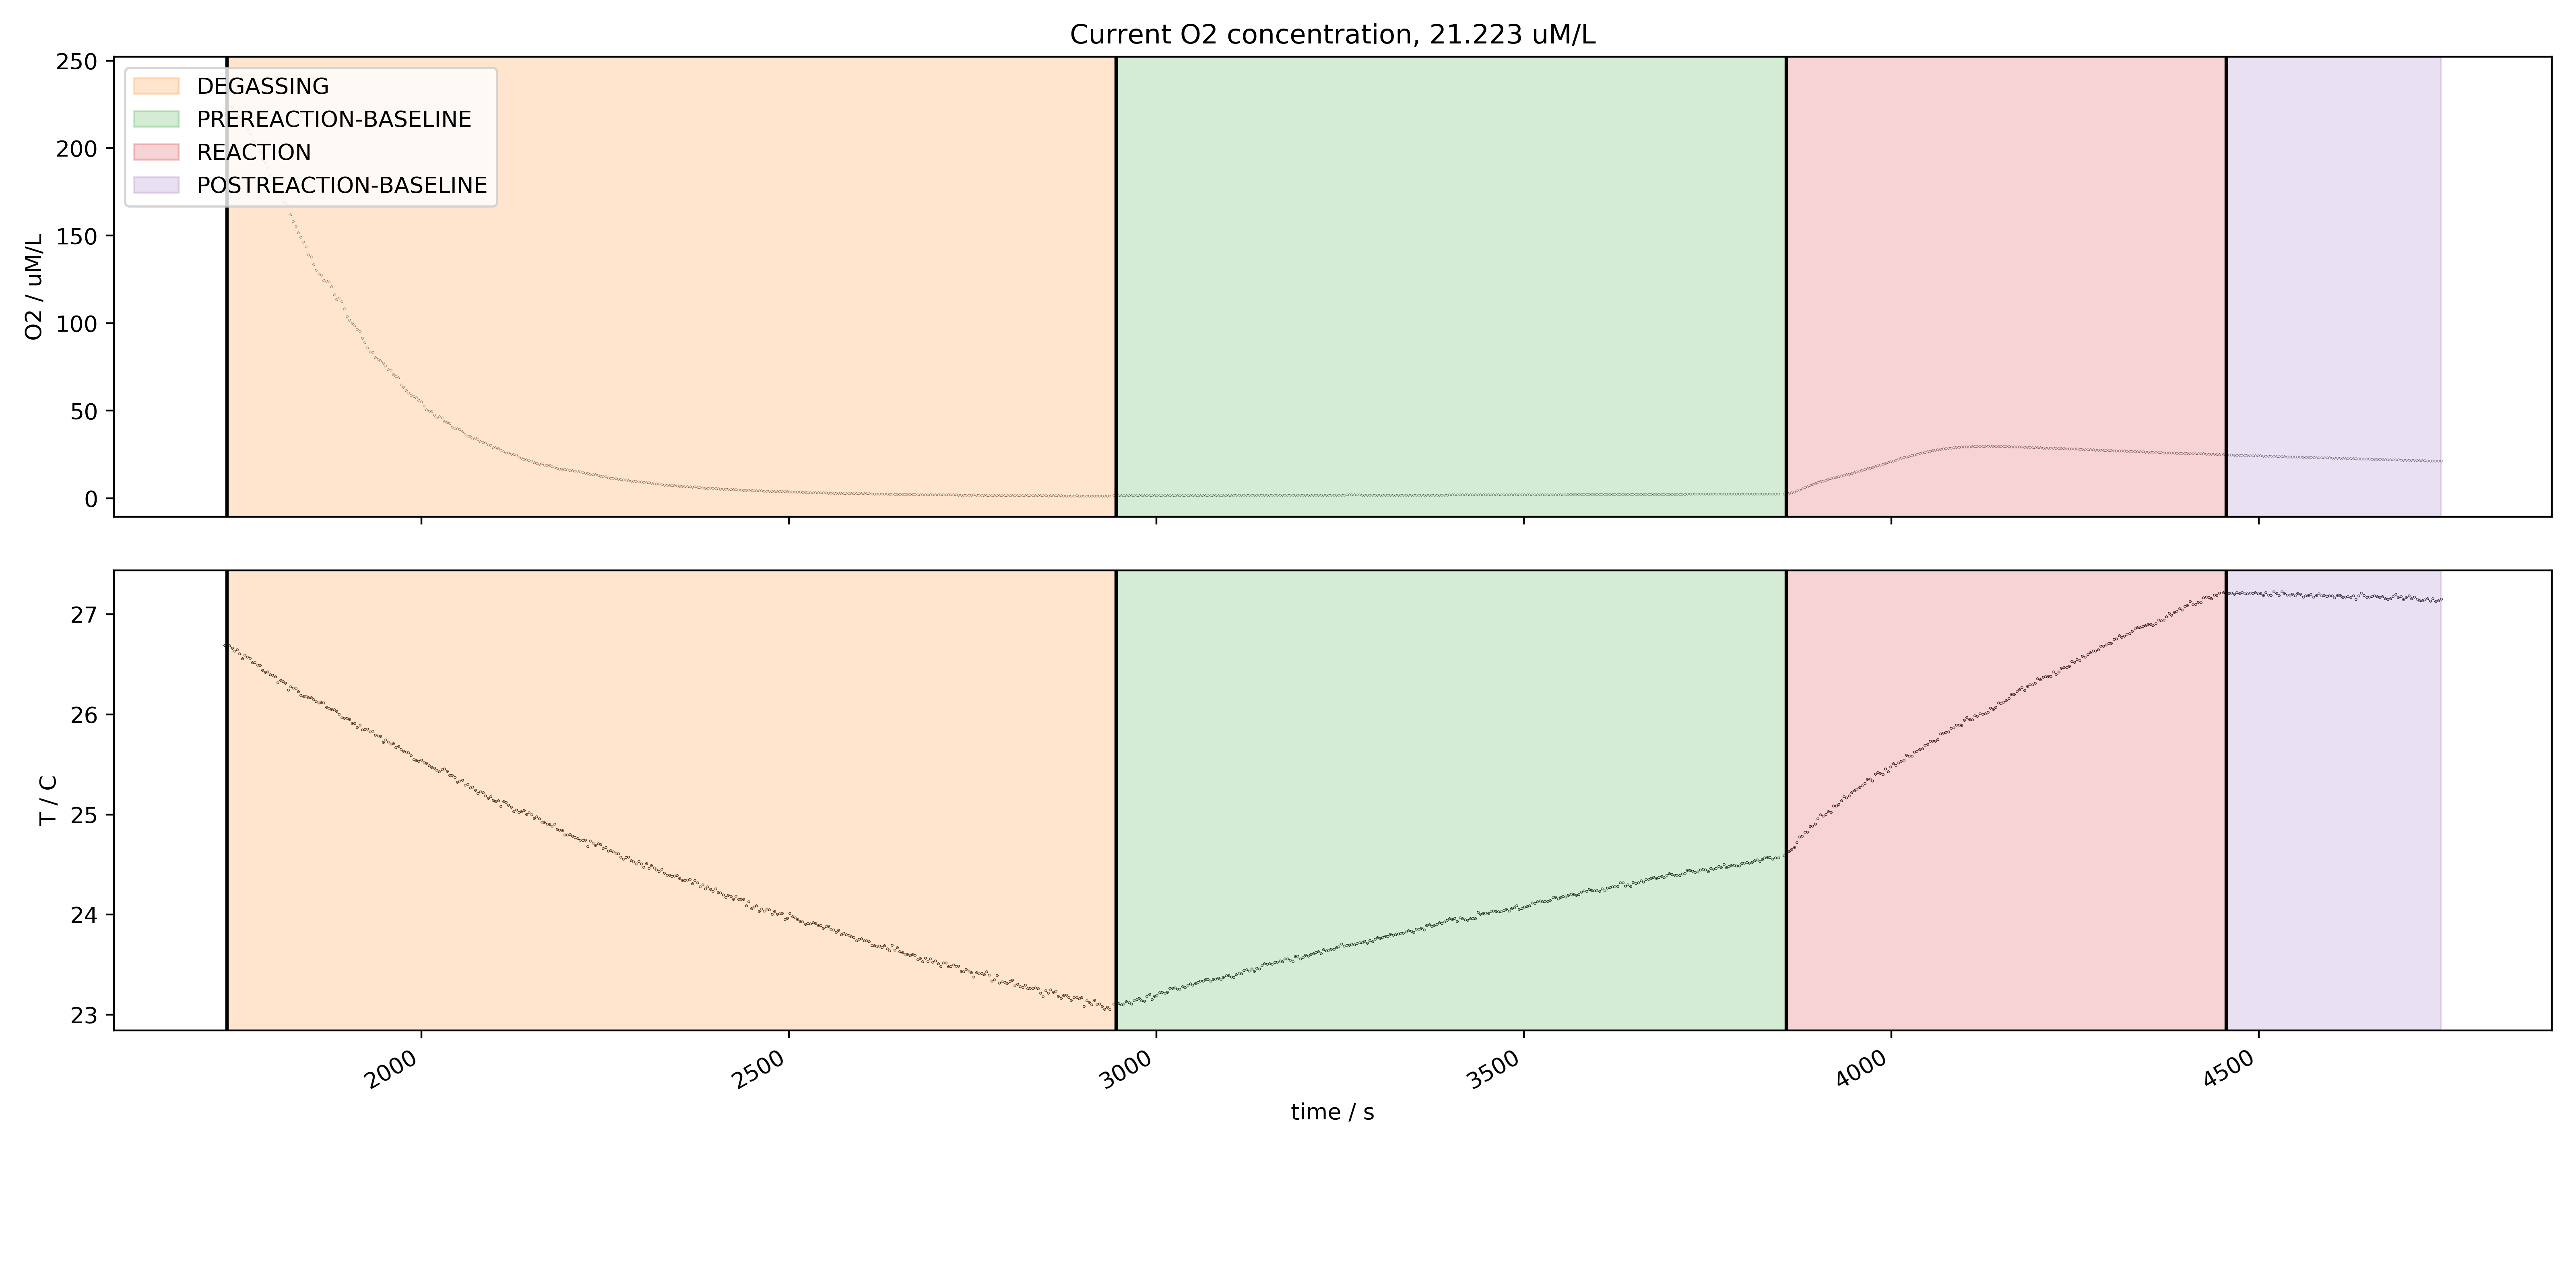 Current O2 concentration, 21.223 uM/L
250
200
150
100
50
0
O2 / uM/L
DEGASSING
PREREACTION-BASELINE
REACTION
POSTREACTION-BASELINE
27
26
25
24
23
T / C
2000
2500
3000
3500
4000
4500
time / s